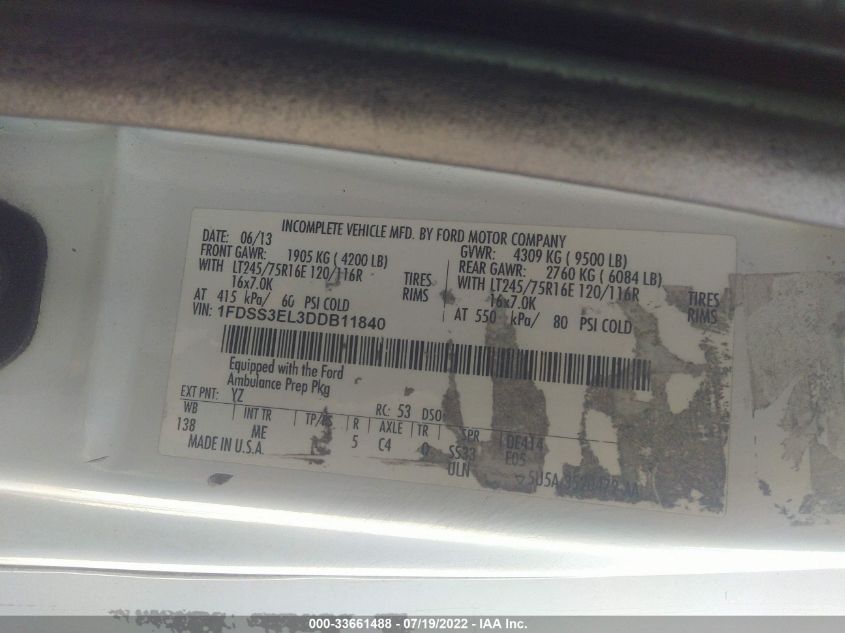 INCOMPLETE VEHICLE MFD. BY FORD MOTOR COMPANY
DATE: 06/13 GVWR: 4309 KG ( 9500 LB)
FRONT GAWR: 1905 KG ( 4200 LB) REAR GAWR: 2760 KG ( 6084 LB)
WITH LT245/75R16E 120/116R TIRES WITH LT245/75R16E 120/116R TIRES
16x7.0K RIMS 16x7.0K RIMS
AT 415 kPa/ 60 PSI COLD AT 550 kPa/ 80 PSI COLD
VIN: 1FDSS3EL3DDB11840
Equipped with the Ford
Ambulance Prep Pkg
EXT PNT: YZ RC: 53 DSO:
WB INT TR TP/PS R AXLE TR SPR DE414
138 ME 5 C4 0 SS33 E05
MADE IN U.S.A. ULN
000-33661488 - 07/19/2022 - IAA Inc.